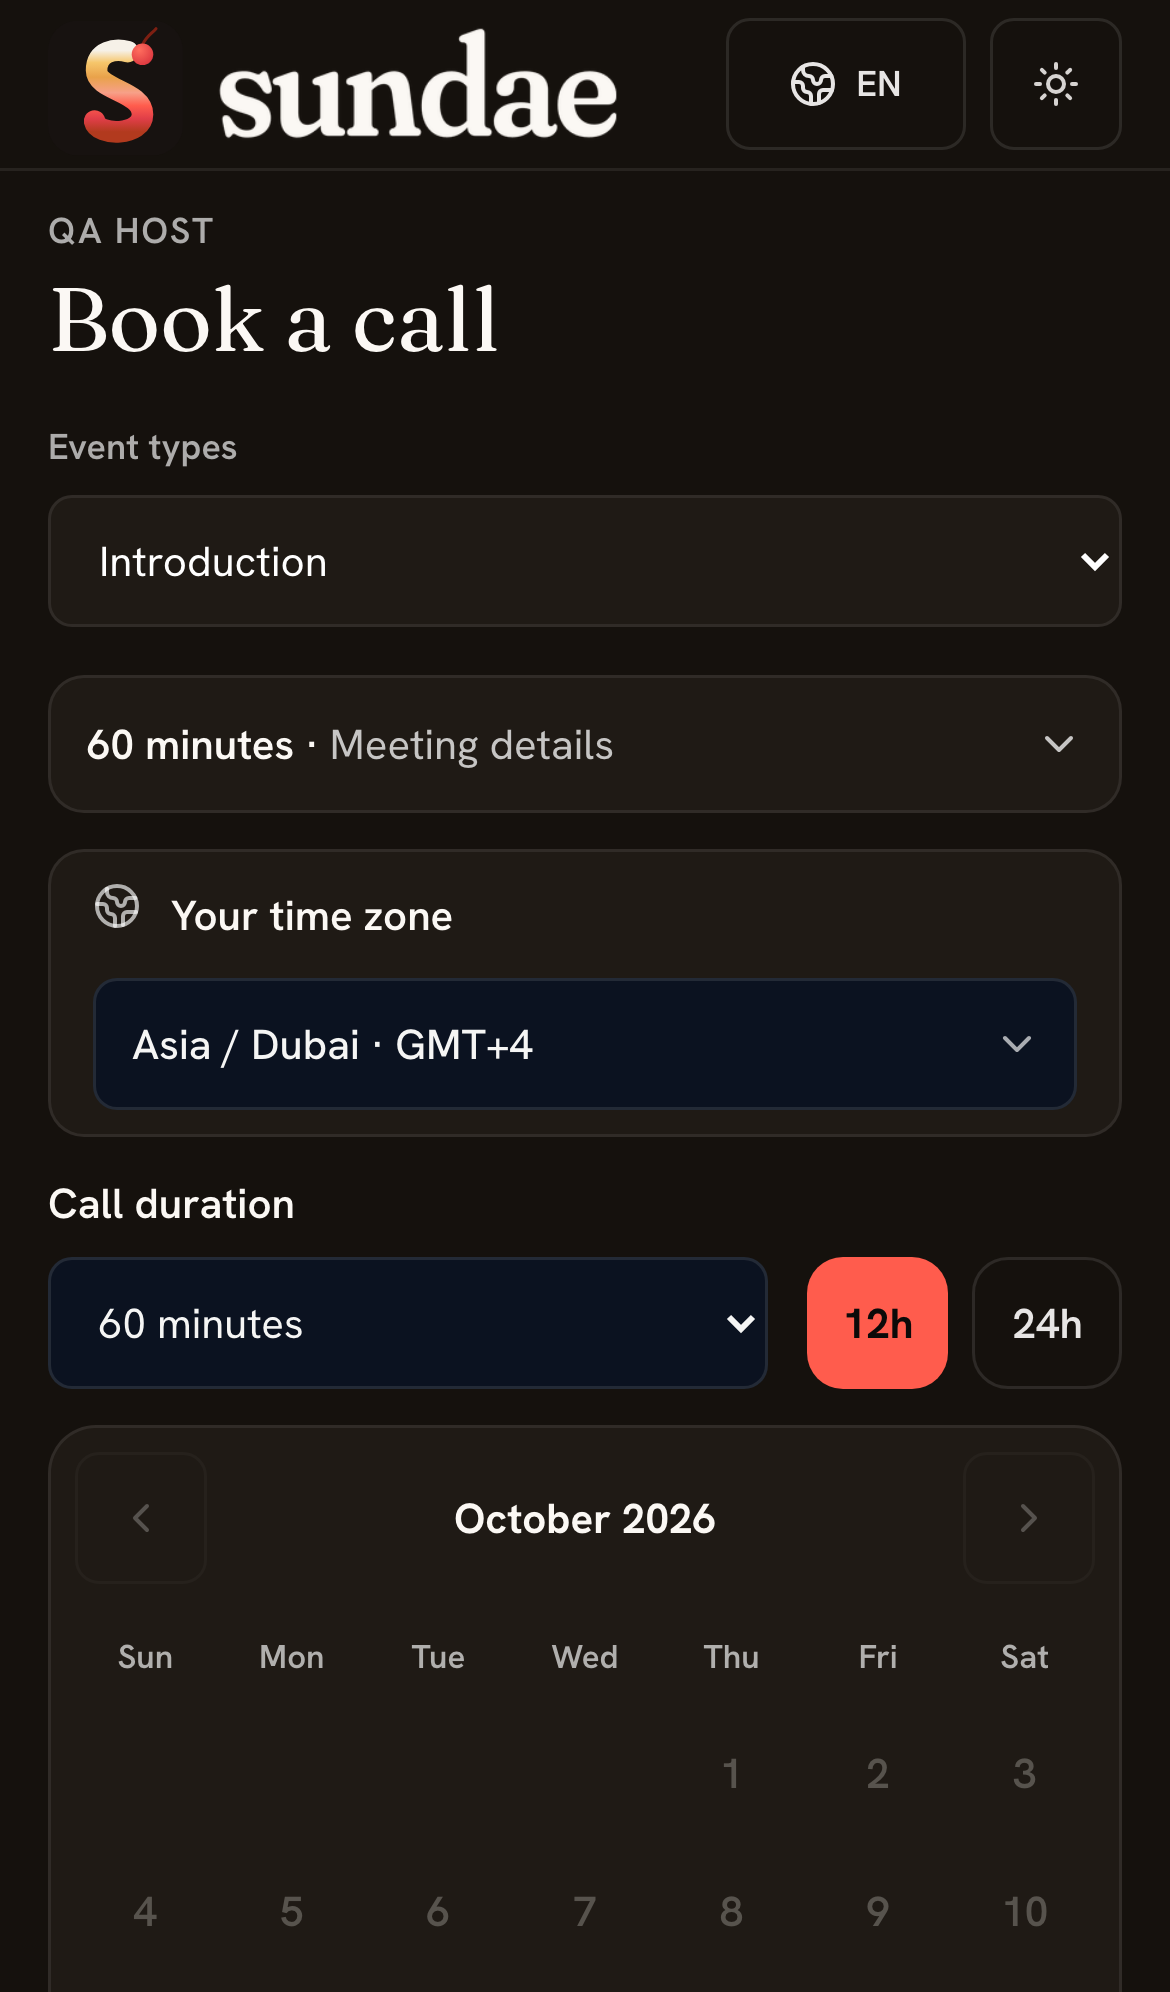 sundae
EN
QA HOST
Book a call
Event types
Introduction
60 minutes · Meeting details
Your time zone
Asia / Dubai · GMT+4
Call duration
60 minutes
12h
24h
October 2026
Sun Mon Tue Wed Thu Fri Sat
1 2 3
4 5 6 7 8 9 10